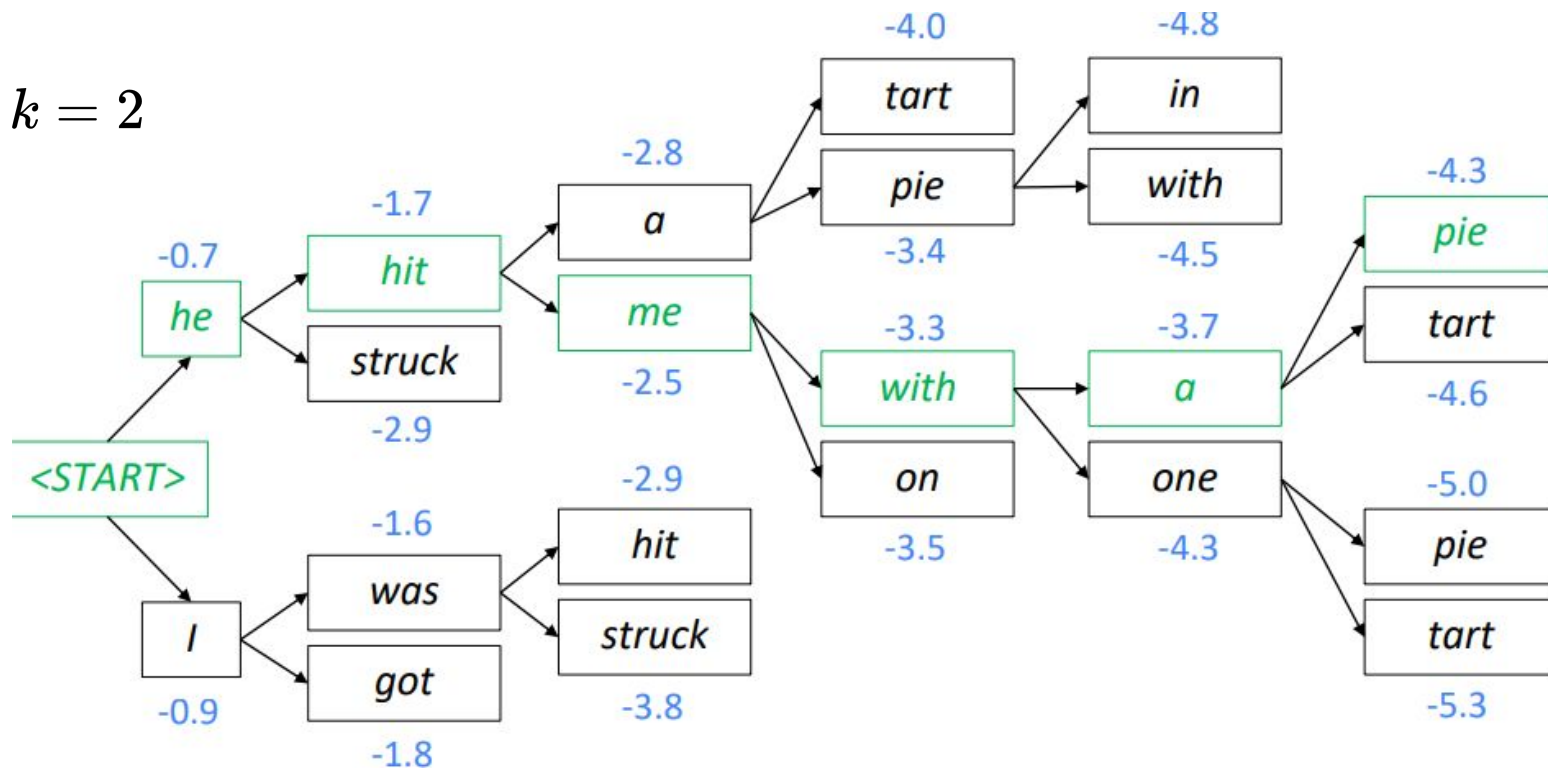 k = 2
-4.0
-4.8
tart
in
-2.8
pie
with
-4.3
-1.7
a
pie
-0.7
hit
-3.4
-4.5
he
me
-3.3
-3.7
tart
struck
-2.5
with
a
-4.6
-2.9
<START>
-2.9
on
one
-5.0
-1.6
hit
-3.5
-4.3
pie
was
I
struck
tart
got
-0.9
-3.8
-5.3
-1.8